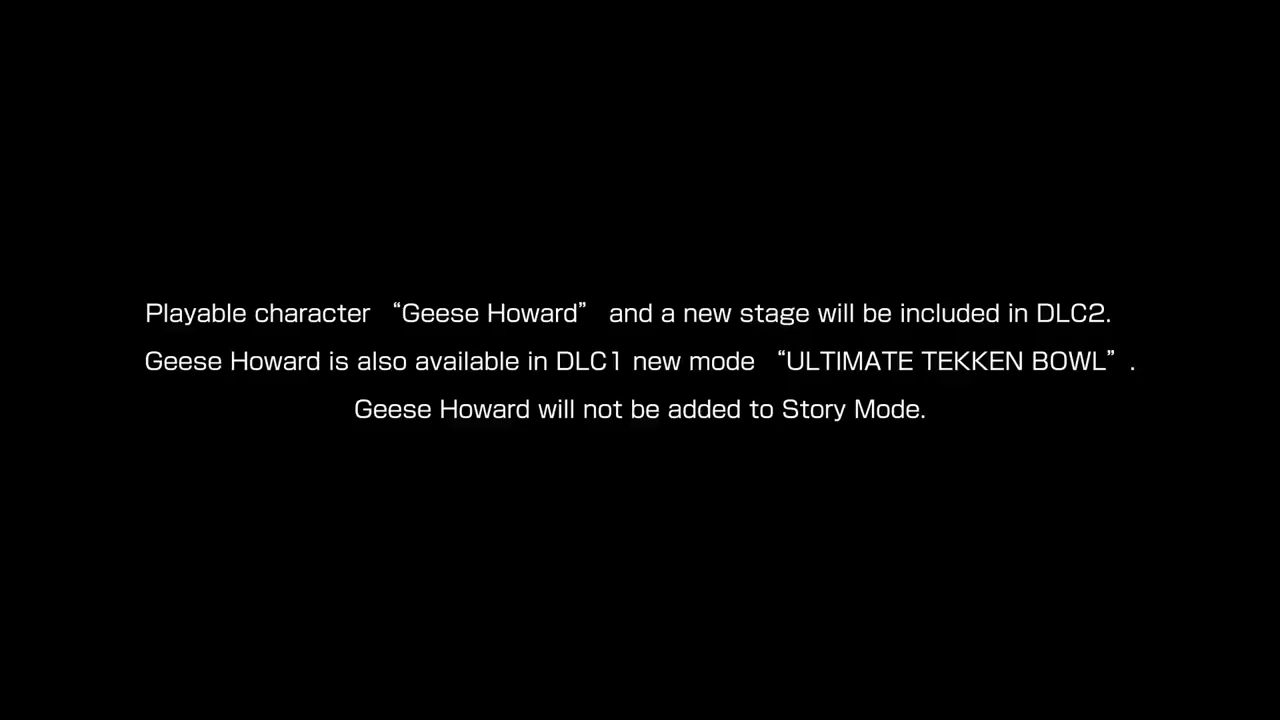 Playable character “Geese Howard” and a new stage will be included in DLC2.
Geese Howard is also available in DLC1 new mode “ULTIMATE TEKKEN BOWL”.
Geese Howard will not be added to Story Mode.